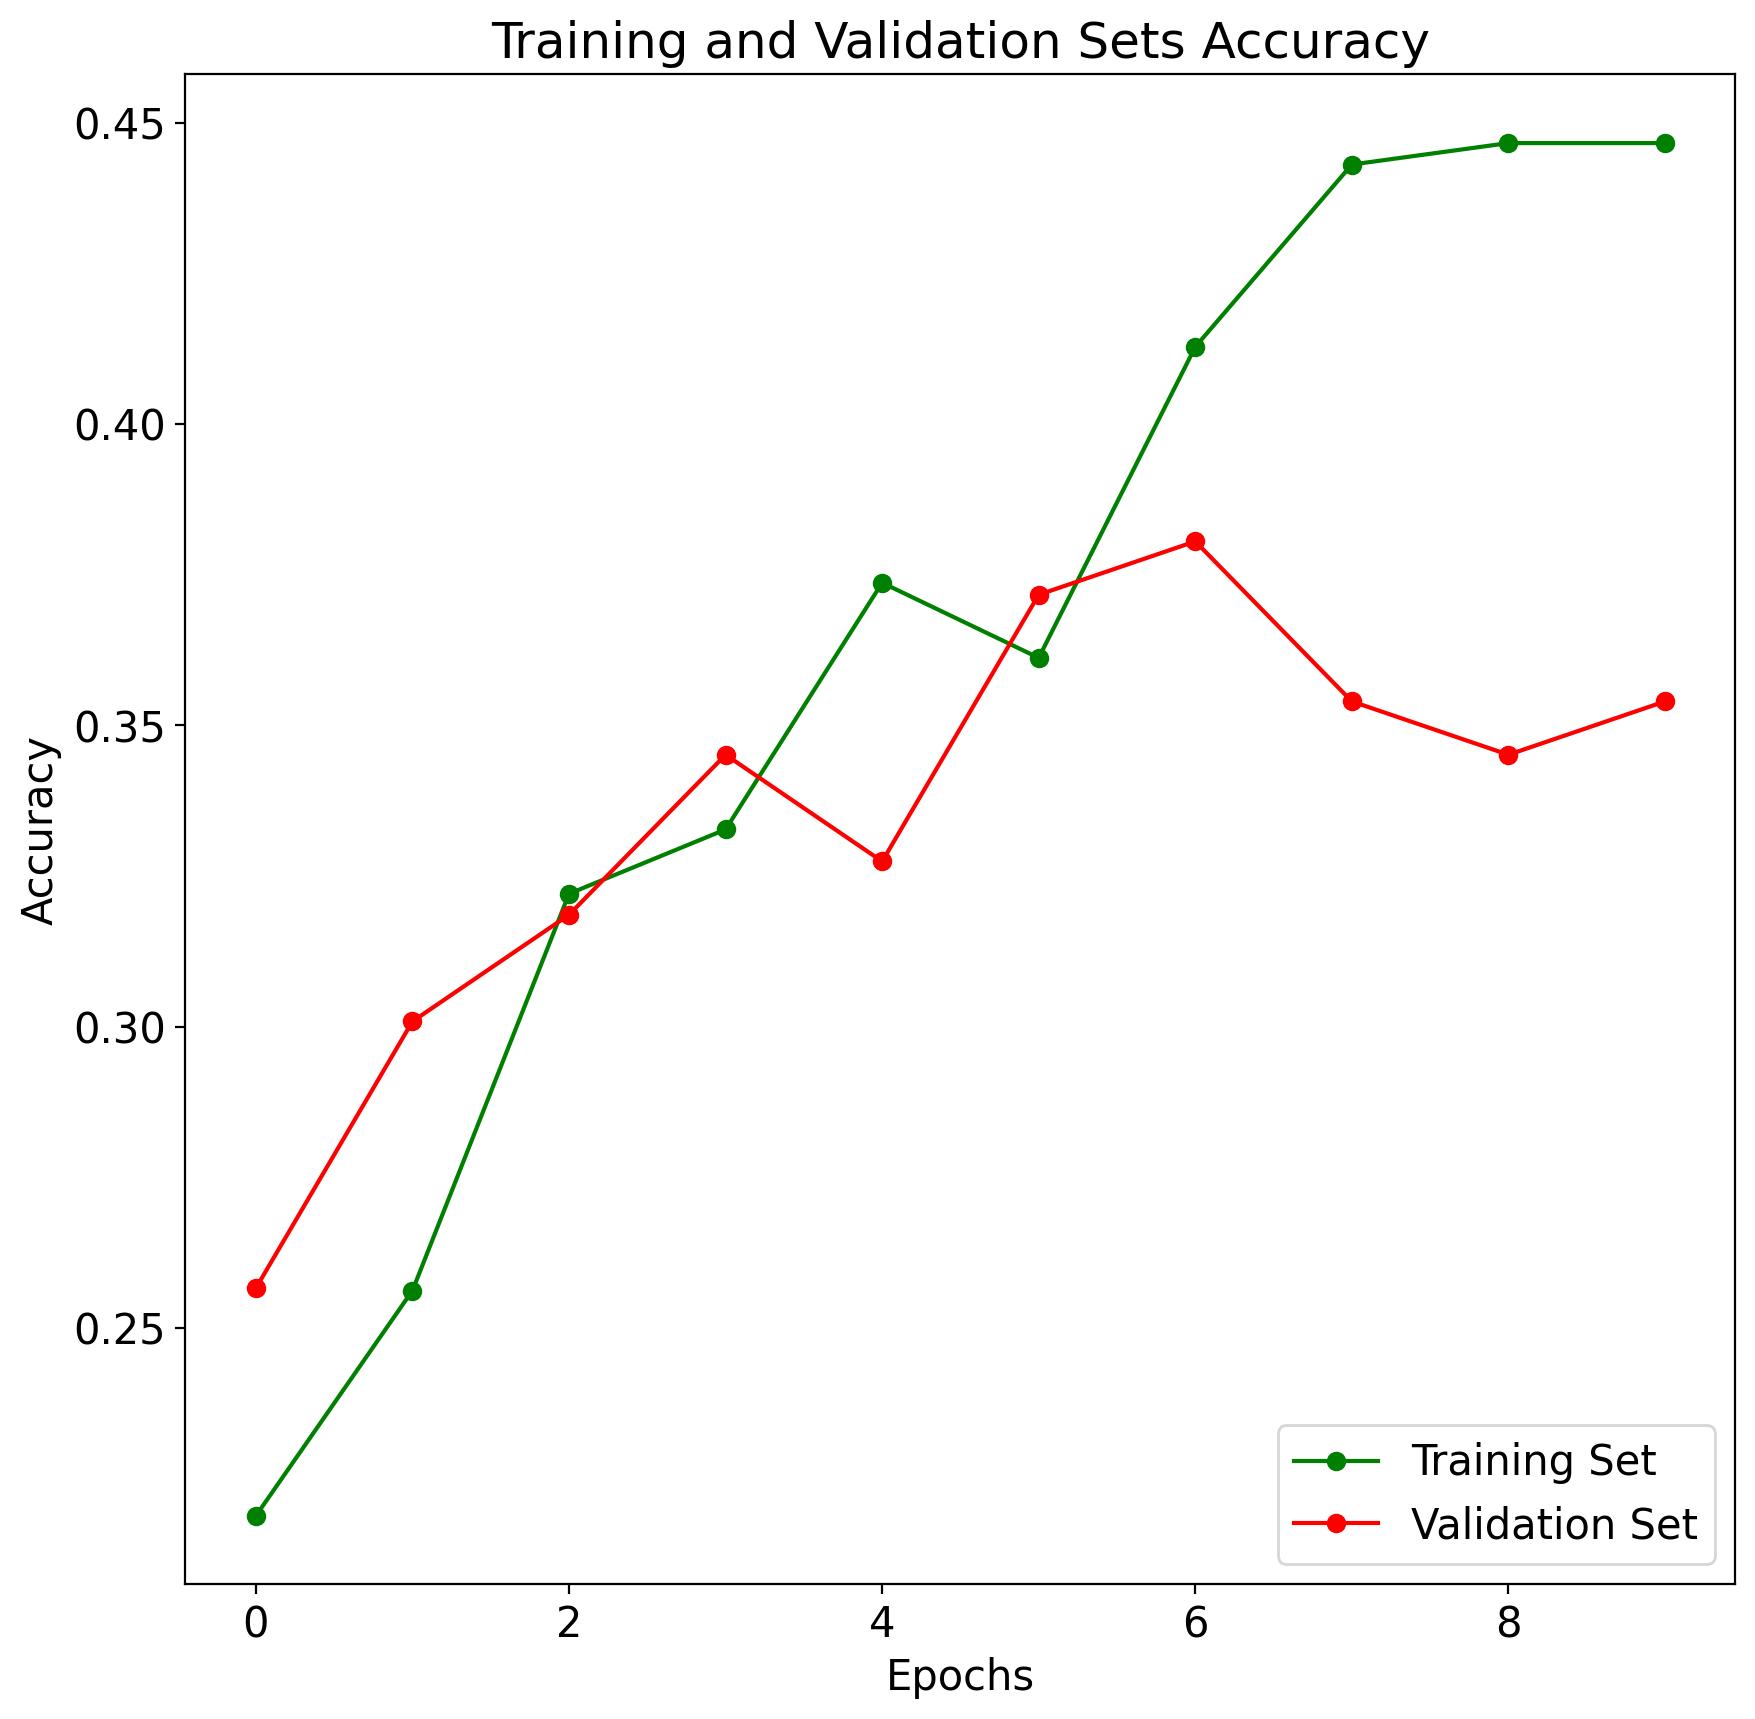 Training and Validation Sets Accuracy
0.45
0.40
0.35
0.30
0.25
Accuracy
0 2 4 6 8
Epochs
Training Set
Validation Set